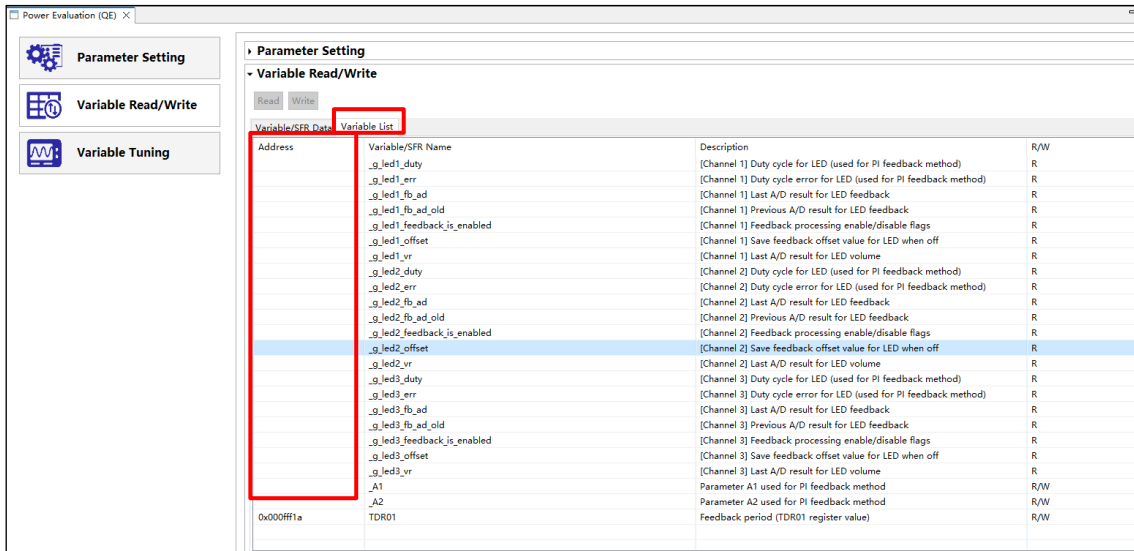 Power Evaluation (QE)
Parameter Setting
Variable Read/Write
Variable Tuning
Parameter Setting
Variable Read/Write
Read Write
Variable/SFR Data Variable List
Address Variable/SFR Name Description R/W
_g_led1_duty [Channel 1] Duty cycle for LED (used for PI feedback method) R
_g_led1_err [Channel 1] Duty cycle error for LED (used for PI feedback method) R
_g_led1_fb_ad [Channel 1] Last A/D result for LED feedback R
_g_led1_fb_ad_old [Channel 1] Previous A/D result for LED feedback R
_g_led1_feedback_is_enabled [Channel 1] Feedback processing enable/disable flags R
_g_led1_offset [Channel 1] Save feedback offset value for LED when off R
_g_led1_vr [Channel 1] Last A/D result for LED volume R
_g_led2_duty [Channel 2] Duty cycle for LED (used for PI feedback method) R
_g_led2_err [Channel 2] Duty cycle error for LED (used for PI feedback method) R
_g_led2_fb_ad [Channel 2] Last A/D result for LED feedback R
_g_led2_fb_ad_old [Channel 2] Previous A/D result for LED feedback R
_g_led2_feedback_is_enabled [Channel 2] Feedback processing enable/disable flags R
_g_led2_offset [Channel 2] Save feedback offset value for LED when off R
_g_led2_vr [Channel 2] Last A/D result for LED volume R
_g_led3_duty [Channel 3] Duty cycle for LED (used for PI feedback method) R
_g_led3_err [Channel 3] Duty cycle error for LED (used for PI feedback method) R
_g_led3_fb_ad [Channel 3] Last A/D result for LED feedback R
_g_led3_fb_ad_old [Channel 3] Previous A/D result for LED feedback R
_g_led3_feedback_is_enabled [Channel 3] Feedback processing enable/disable flags R
_g_led3_offset [Channel 3] Save feedback offset value for LED when off R
_g_led3_vr [Channel 3] Last A/D result for LED volume R
_A1 Parameter A1 used for PI feedback method R/W
_A2 Parameter A2 used for PI feedback method R/W
0x000fff1a TDR01 Feedback period (TDR01 register value) R/W